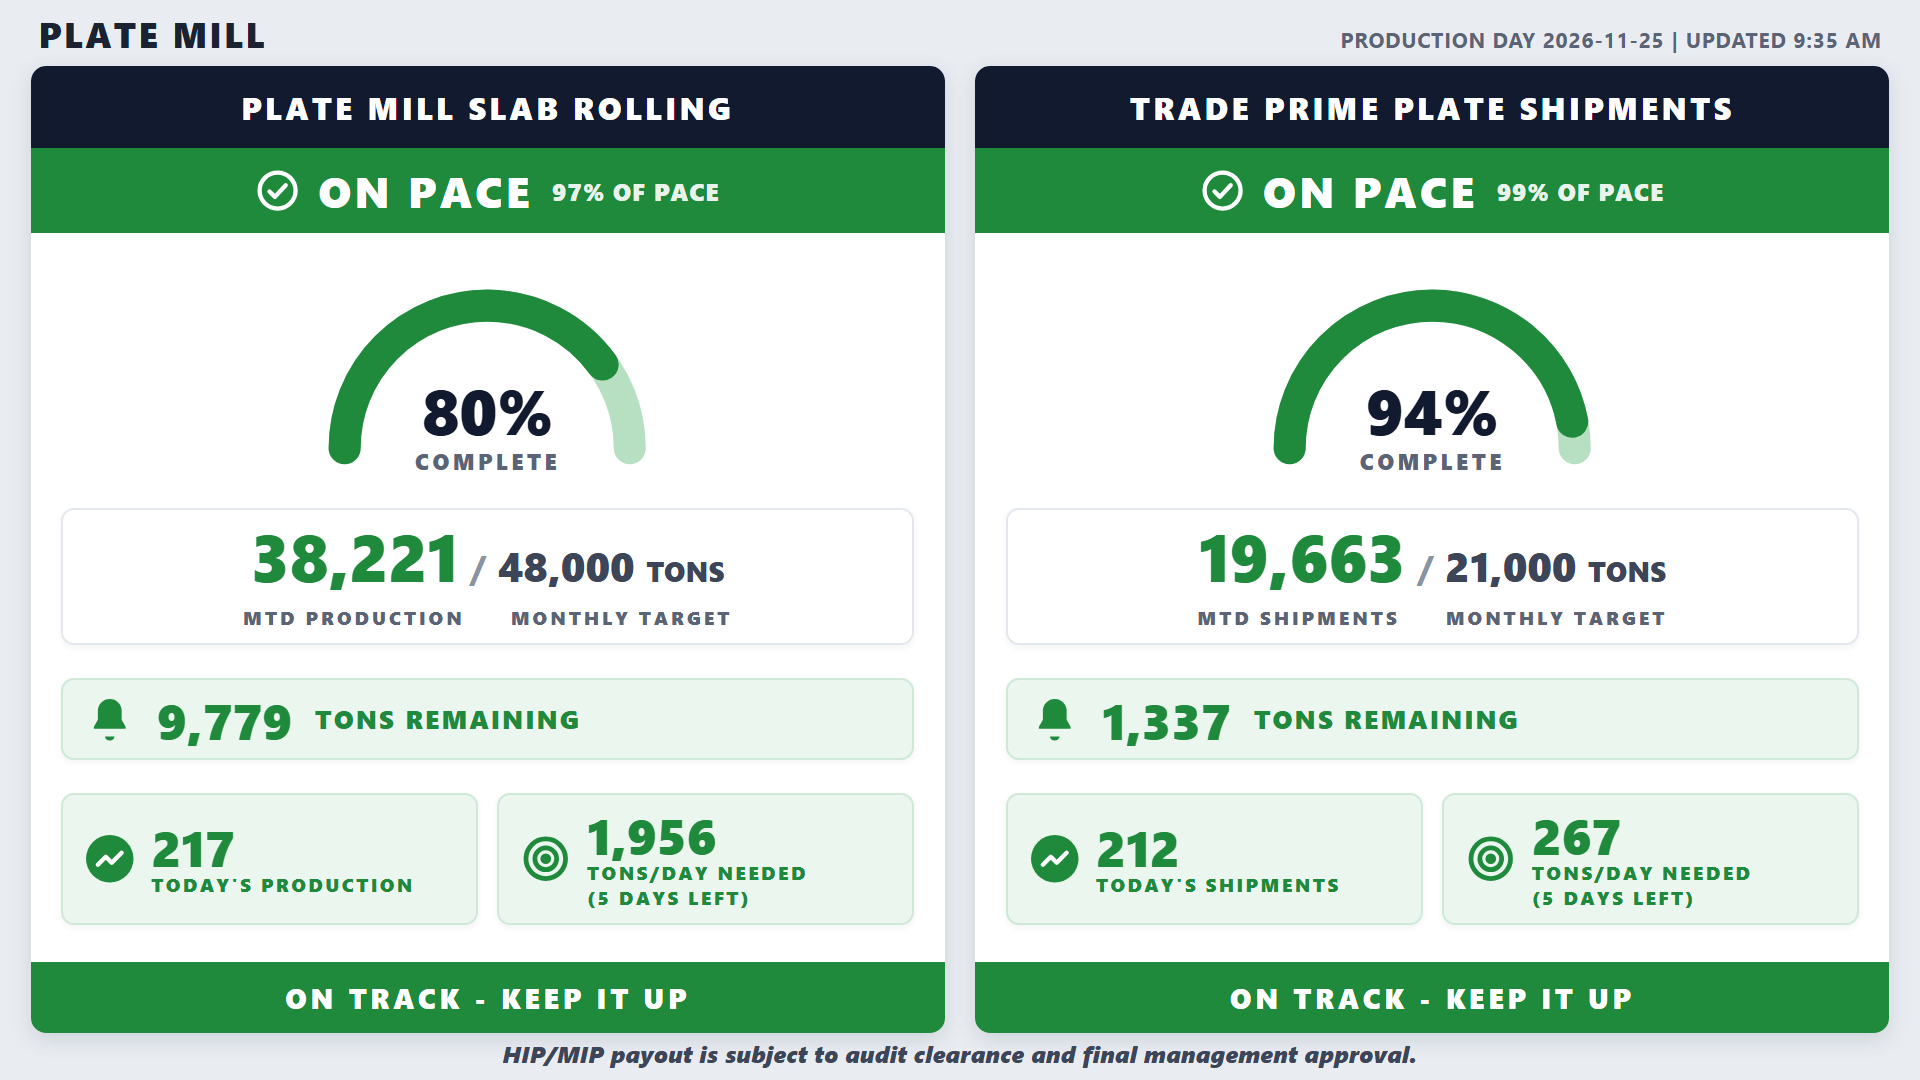 PLATE MILL
PRODUCTION DAY 2026-11-25 | UPDATED 9:35 AM
PLATE MILL SLAB ROLLING
ON PACE 97% OF PACE
80%
COMPLETE
38,221 / 48,000 TONS
MTD PRODUCTION MONTHLY TARGET
9,779 TONS REMAINING
217
TODAY'S PRODUCTION
1,956
TONS/DAY NEEDED
(5 DAYS LEFT)
ON TRACK - KEEP IT UP
TRADE PRIME PLATE SHIPMENTS
ON PACE 99% OF PACE
94%
COMPLETE
19,663 / 21,000 TONS
MTD SHIPMENTS MONTHLY TARGET
1,337 TONS REMAINING
212
TODAY'S SHIPMENTS
267
TONS/DAY NEEDED
(5 DAYS LEFT)
ON TRACK - KEEP IT UP
HIP/MIP payout is subject to audit clearance and final management approval.